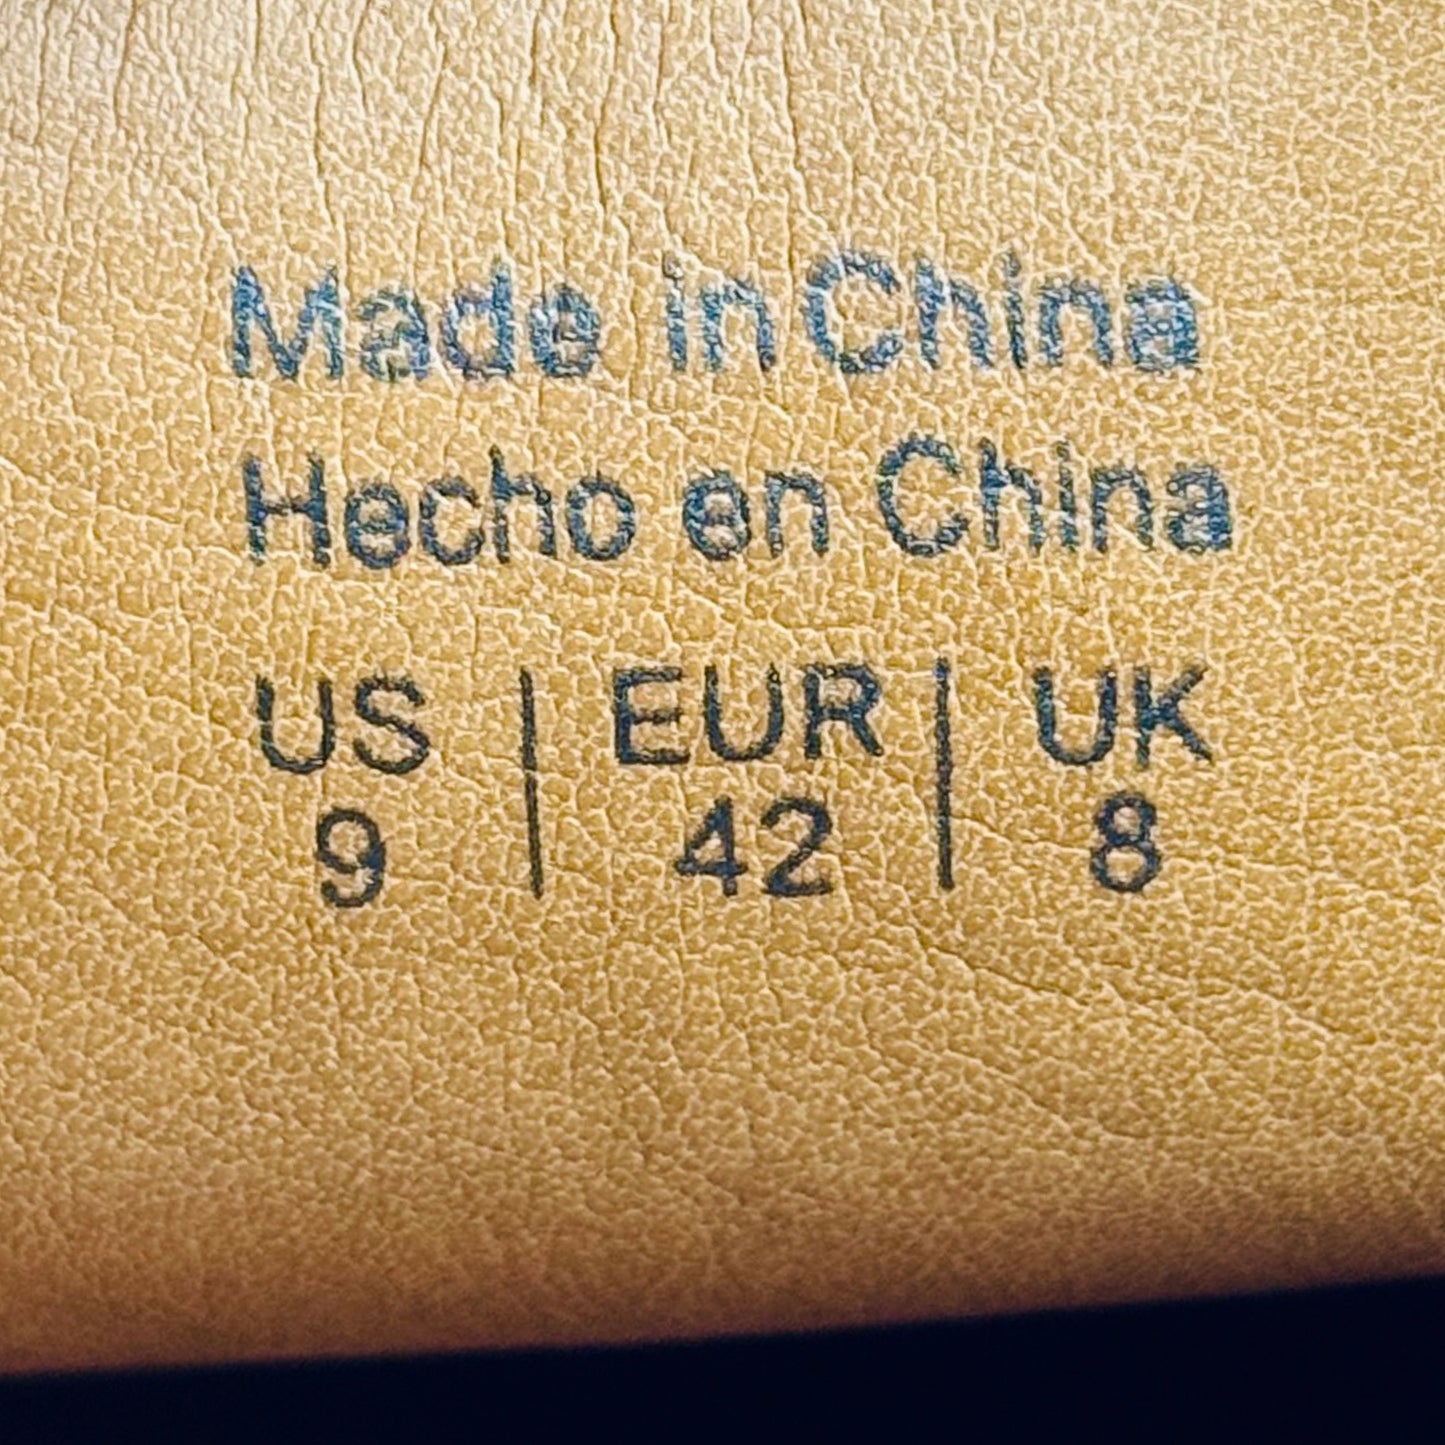 Made in China
Hecho en China
US | EUR | UK
9 | 42 | 8